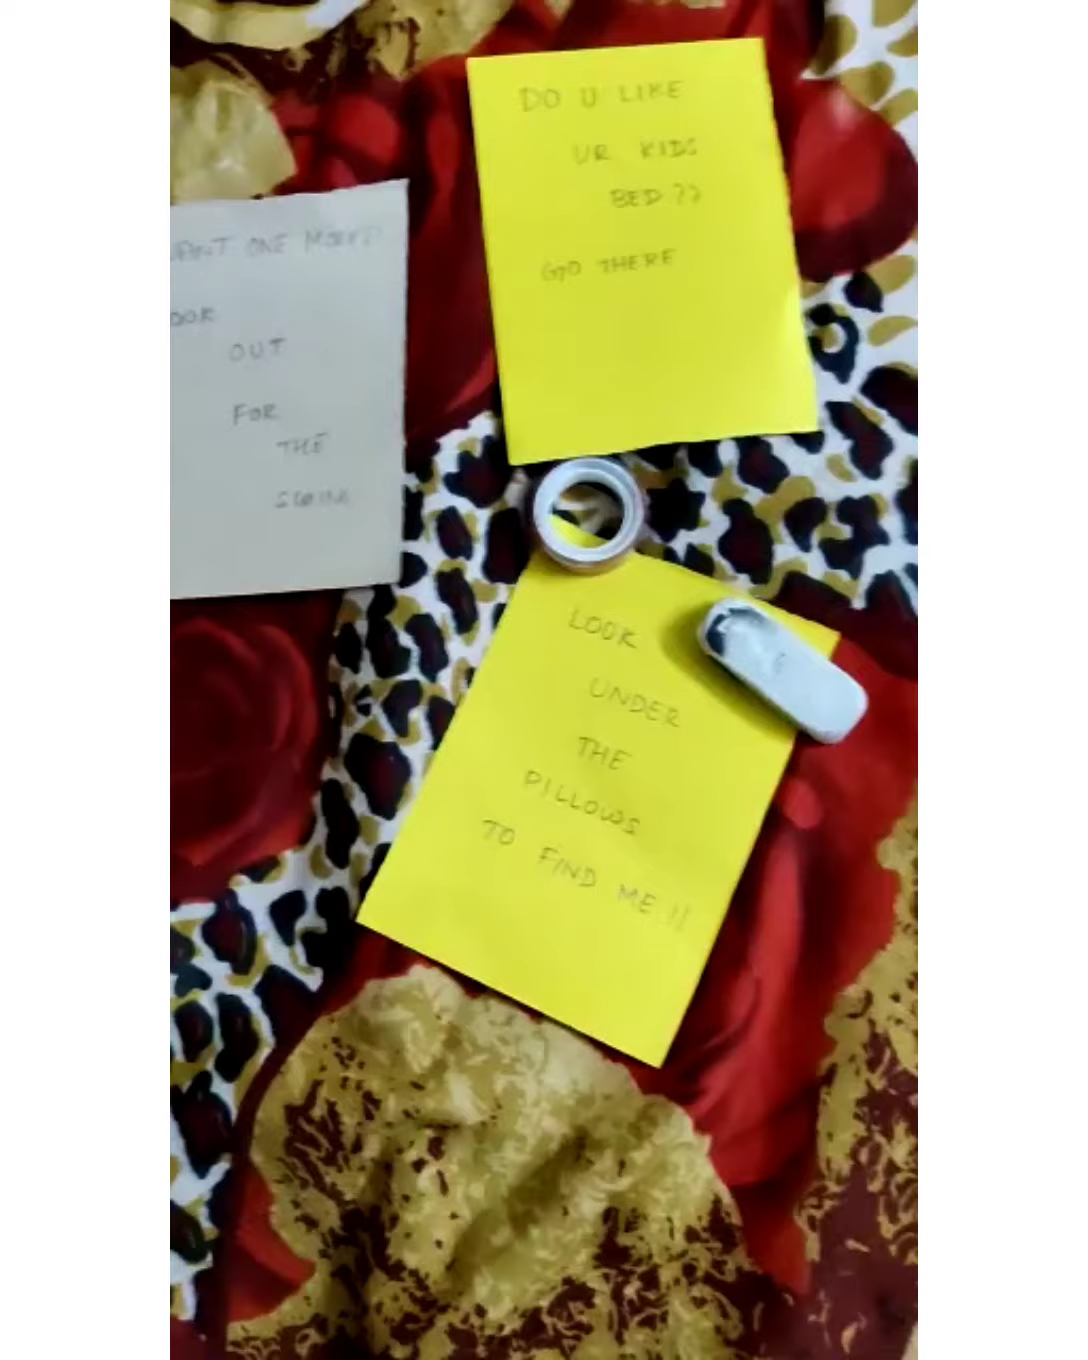 DO U LIKE
UR KIDS
BED ??
GO THERE
ONE MORE?
OUT
FOR
THE
LOOK
UNDER
THE
PILLOWS
TO FIND ME !!